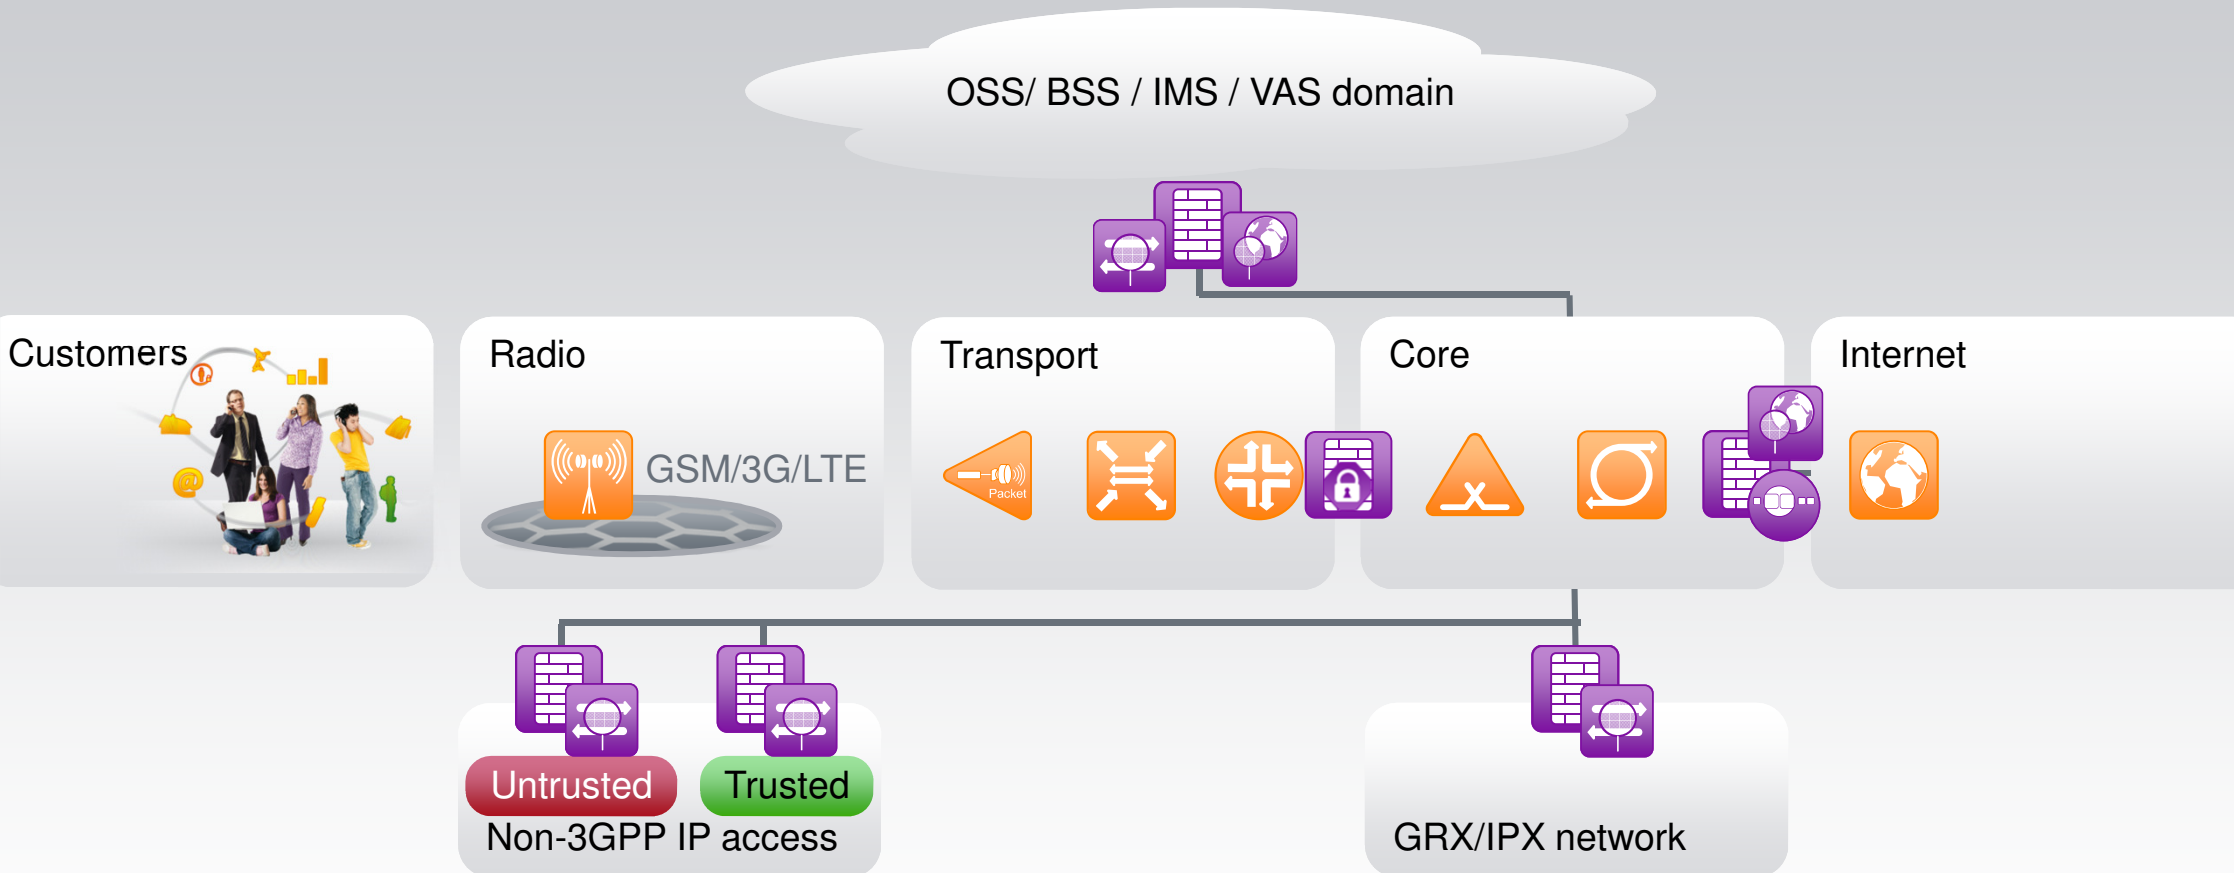 OSS/ BSS / IMS / VAS domain
Customers
Radio
Transport
Core
Internet
GSM/3G/LTE
Packet
Untrusted
Trusted
Non-3GPP IP access
GRX/IPX network